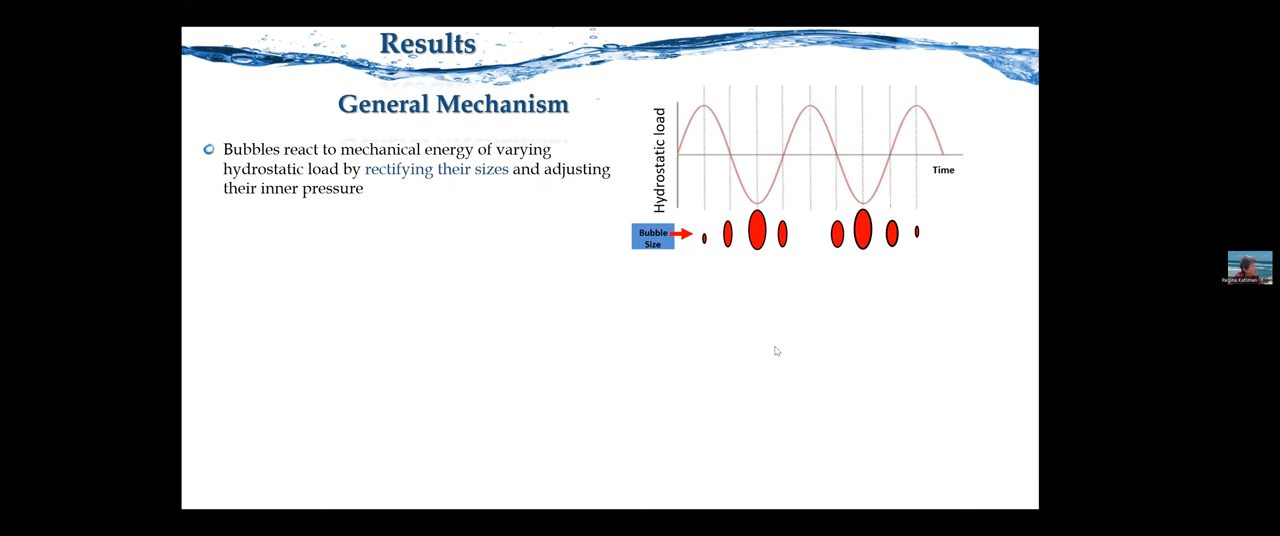 Results
General Mechanism
Bubbles react to mechanical energy of varying
hydrostatic load by rectifying their sizes and adjusting
their inner pressure
Hydrostatic load
Time
Bubble
Size